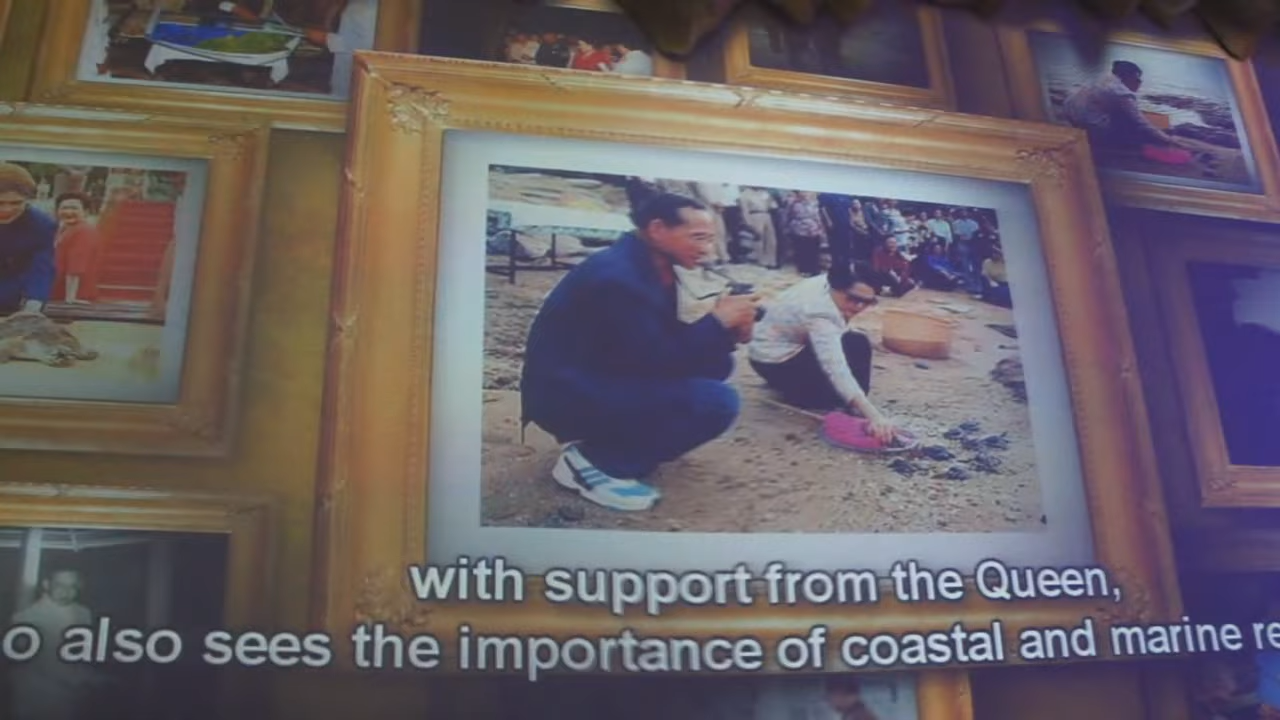 with support from the Queen,
o also sees the importance of coastal and marine re